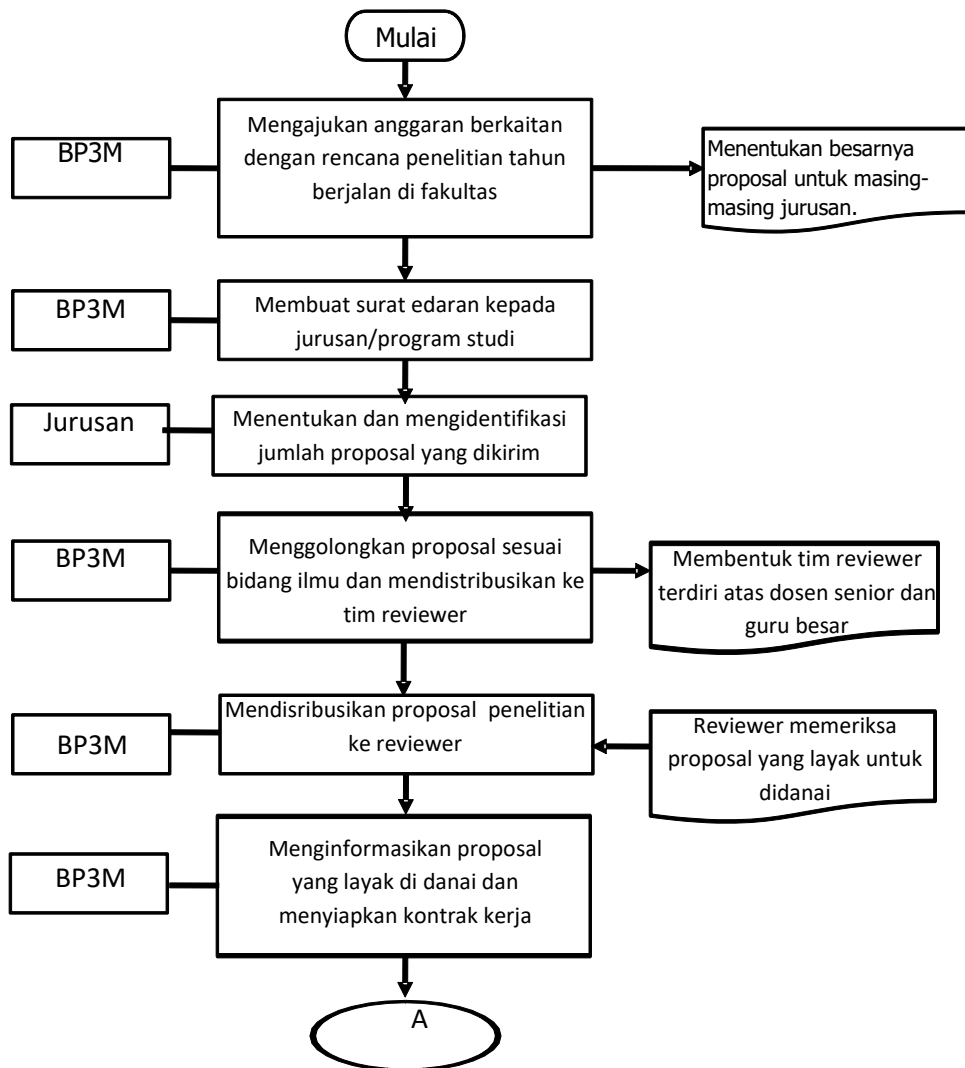 Mulai
BP3M
Mengajukan anggaran berkaitan
dengan rencana penelitian tahun
berjalan di fakultas
Menentukan besarnya
proposal untuk masing-
masing jurusan.
BP3M
Membuat surat edaran kepada
jurusan/program studi
Jurusan
Menentukan dan mengidentifikasi
jumlah proposal yang dikirim
BP3M
Menggolongkan proposal sesuai
bidang ilmu dan mendistribusikan ke
tim reviewer
Membentuk tim reviewer
terdiri atas dosen senior dan
guru besar
BP3M
Mendisribusikan proposal penelitian
ke reviewer
Reviewer memeriksa
proposal yang layak untuk
didanai
BP3M
Menginformasikan proposal
yang layak di danai dan
menyiapkan kontrak kerja
A